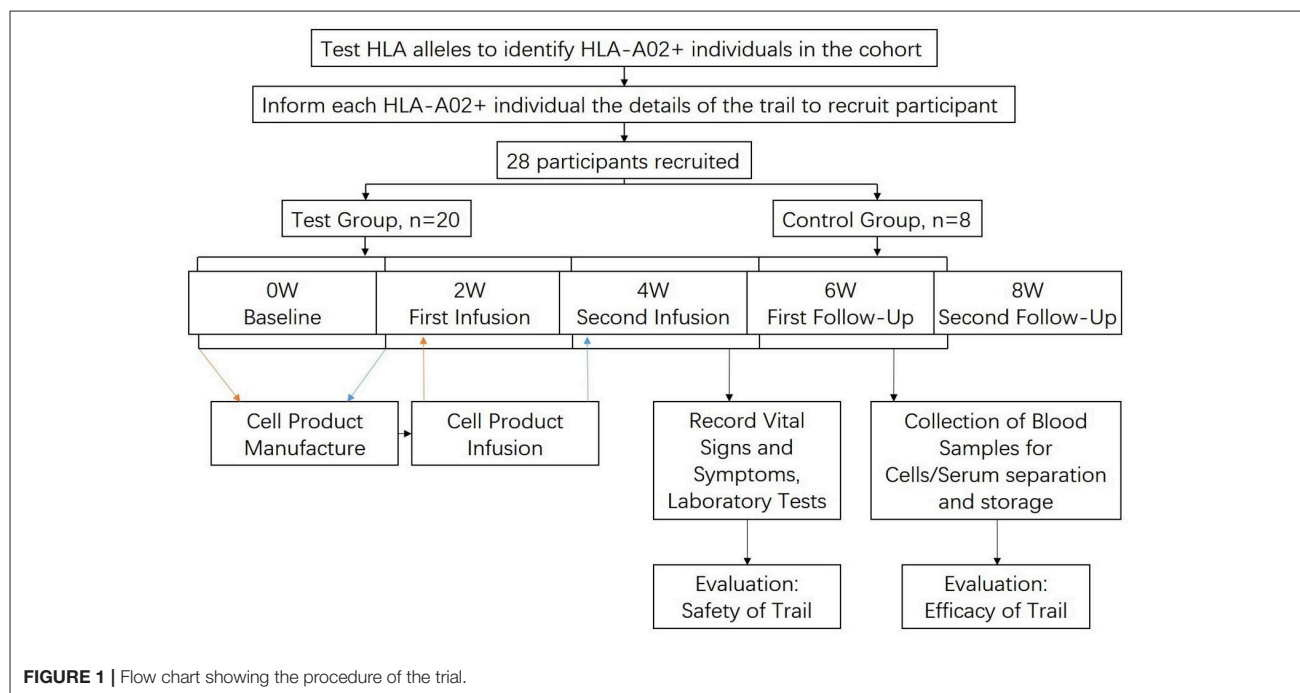 Test HLA alleles to identify HLA-A02+ individuals in the cohort
Inform each HLA-A02+ individual the details of the trail to recruit participant
28 participants recruited
Test Group, n=20
Control Group, n=8
0W
Baseline
2W
First Infusion
4W
Second Infusion
6W
First Follow-Up
8W
Second Follow-Up
Cell Product
Manufacture
Cell Product
Infusion
Record Vital
Signs and
Symptoms,
Laboratory Tests
Collection of Blood
Samples for
Cells/Serum separation
and storage
Evaluation:
Safety of Trail
Evaluation:
Efficacy of Trail
FIGURE 1 | Flow chart showing the procedure of the trial.